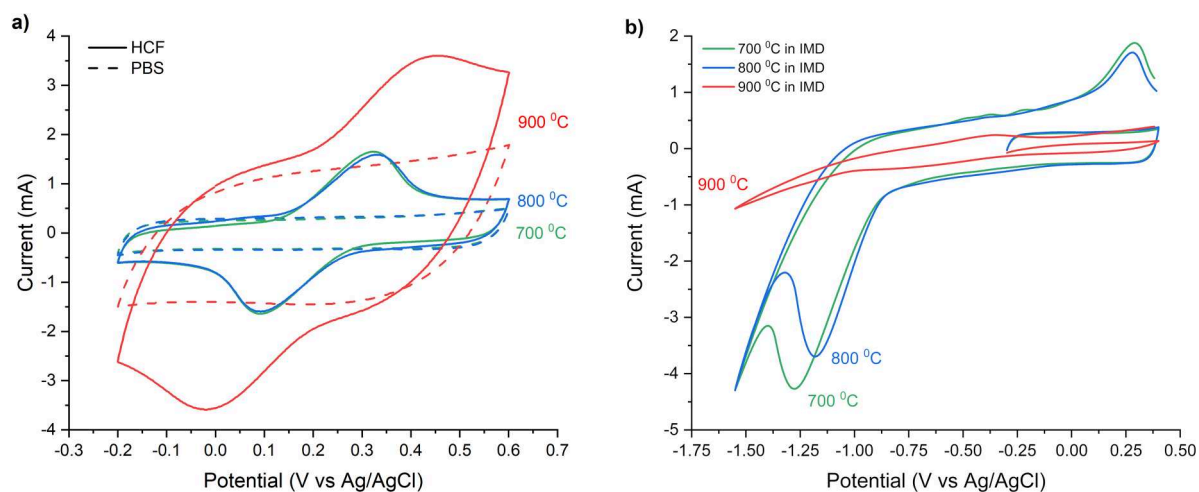 a)
HCF
PBS
4
3
2
1
0
-1
-2
-3
-4
Current (mA)
900 ⁰C
800 ⁰C
700 ⁰C
-0.3 -0.2 -0.1 0.0 0.1 0.2 0.3 0.4 0.5 0.6 0.7
Potential (V vs Ag/AgCl)
b)
700 ⁰C in IMD
800 ⁰C in IMD
900 ⁰C in IMD
2
1
0
-1
-2
-3
-4
-5
Current (mA)
900 ⁰C
800 ⁰C
700 ⁰C
-1.75 -1.50 -1.25 -1.00 -0.75 -0.50 -0.25 0.00 0.25 0.50
Potential (V vs Ag/AgCl)